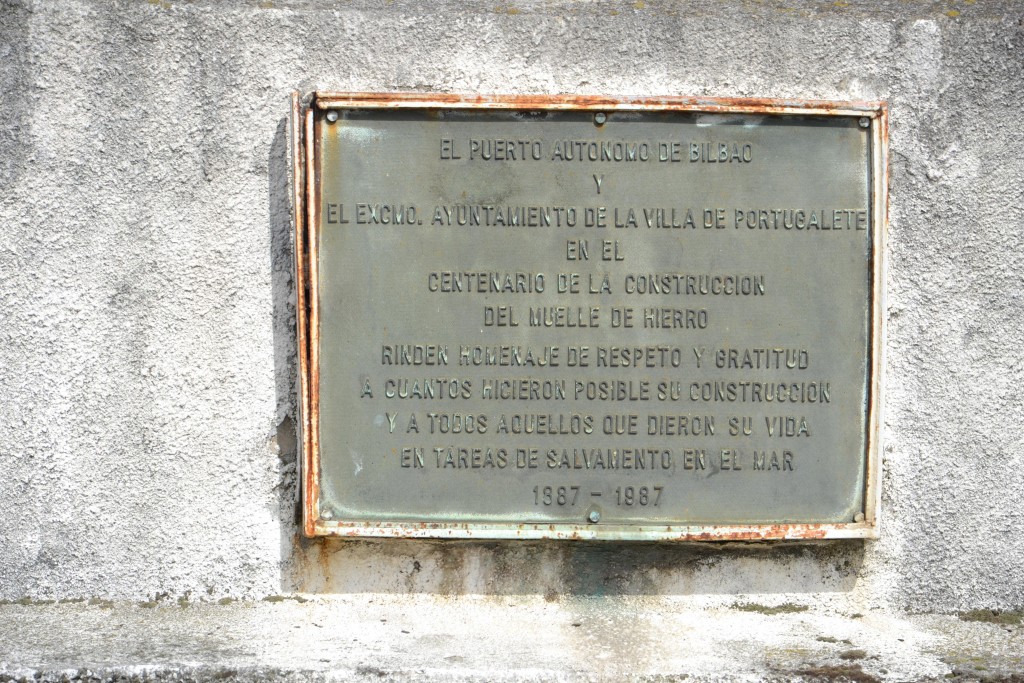 EL PUERTO AUTONOMO DE BILBAO
Y
EL EXCMO. AYUNTAMIENTO DE LA VILLA DE PORTUGALETE
EN EL
CENTENARIO DE LA CONSTRUCCION
DEL MUELLE DE HIERRO
RINDEN HOMENAJE DE RESPETO Y GRATITUD
A CUANTOS HICIERON POSIBLE SU CONSTRUCCION
Y A TODOS AQUELLOS QUE DIERON SU VIDA
EN TAREAS DE SALVAMENTO EN EL MAR
1887 - 1987